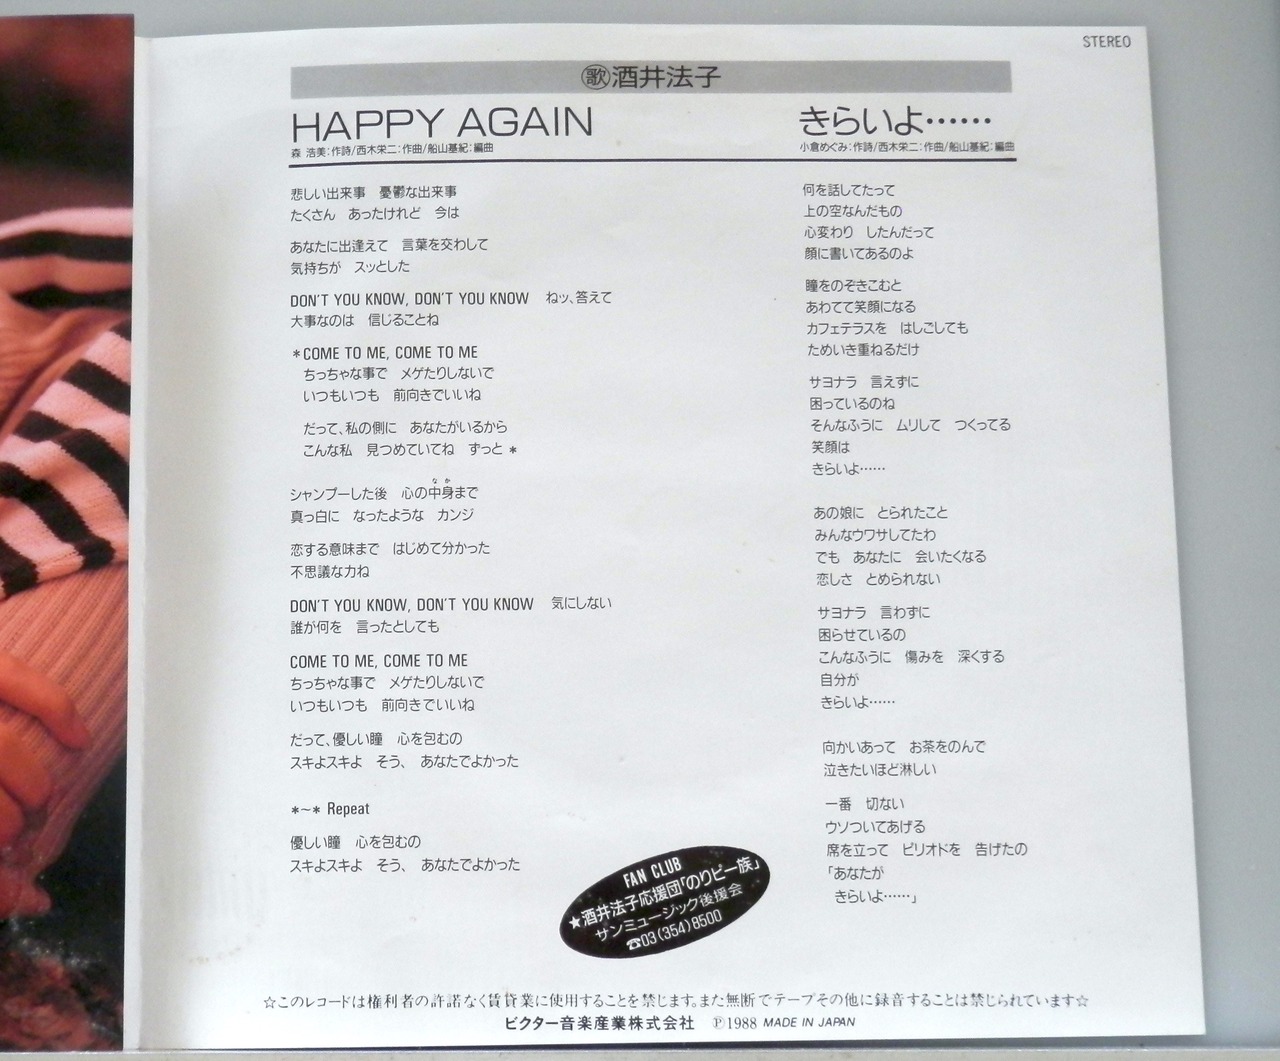 STEREO
歌酒井法子
HAPPY AGAIN
森 浩美:作詩/西木栄二:作曲/船山基紀:編曲
悲しい出来事　憂鬱な出来事
たくさん　あったけれど　今は
あなたに出逢えて　言葉を交わして
気持ちが　スッとした
DON'T YOU KNOW, DON'T YOU KNOW　ねッ、答えて
大事なのは　信じることね
＊COME TO ME, COME TO ME
ちっちゃな事で　メゲたりしないで
いつもいつも　前向きでいいね
だって、私の側に　あなたがいるから
こんな私　見つめていてね　ずっと＊
なか
シャンプーした後　心の中身まで
真っ白に　なったような　カンジ
恋する意味まで　はじめて分かった
不思議な力ね
DON'T YOU KNOW, DON'T YOU KNOW　気にしない
誰が何を　言ったとしても
COME TO ME, COME TO ME
ちっちゃな事で　メゲたりしないで
いつもいつも　前向きでいいね
だって、優しい瞳　心を包むの
スキよスキよ　そう、　あなたでよかった
＊〜＊ Repeat
優しい瞳　心を包むの
スキよスキよ　そう、　あなたでよかった
きらいよ……
小倉めぐみ:作詩/西木栄二:作曲/船山基紀:編曲
何を話してたって
上の空なんだもの
心変わり　したんだって
顔に書いてあるのよ
瞳をのぞきこむと
あわてて笑顔になる
カフェテラスを　はしごしても
ためいき重ねるだけ
サヨナラ　言えずに
困っているのね
そんなふうに　ムリして　つくってる
笑顔は
きらいよ……
あの娘に　とられたこと
みんなウワサしてたわ
でも　あなたに　会いたくなる
恋しさ　とめられない
サヨナラ　言わずに
困らせているの
こんなふうに　傷みを　深くする
自分が
きらいよ……
向かいあって　お茶をのんで
泣きたいほど淋しい
一番　切ない
ウソついてあげる
席を立って　ピリオドを　告げたの
「あなたが
きらいよ……」
FAN CLUB
★酒井法子応援団「のりピー族」
サンミュージック後援会
☎03(354)8500
☆このレコードは権利者の許諾なく賃貸業に使用することを禁じます。また無断でテープその他に録音することは禁じられています☆
ビクター音楽産業株式会社　Ⓟ1988 MADE IN JAPAN